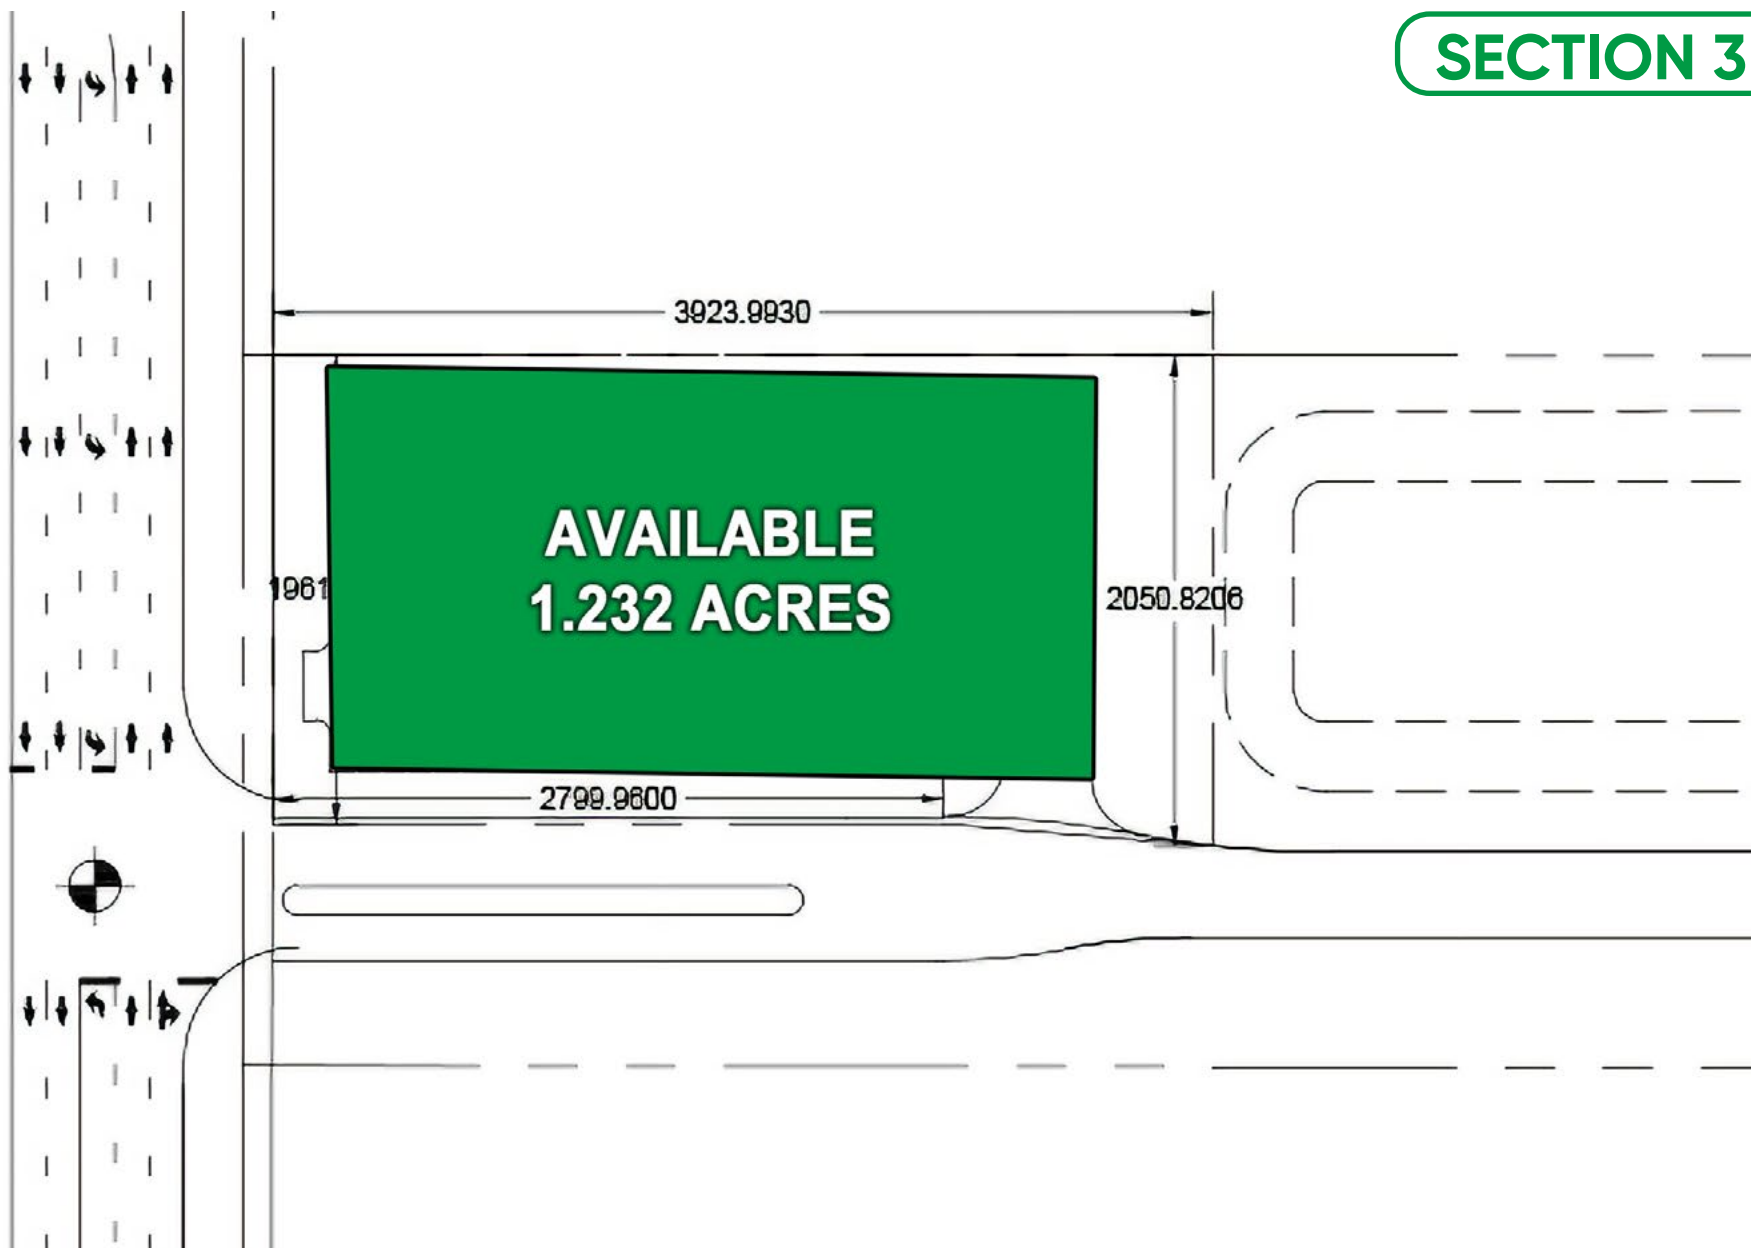 SECTION 3
3923.9930
AVAILABLE
1.232 ACRES
1961
2050.8206
2799.9600